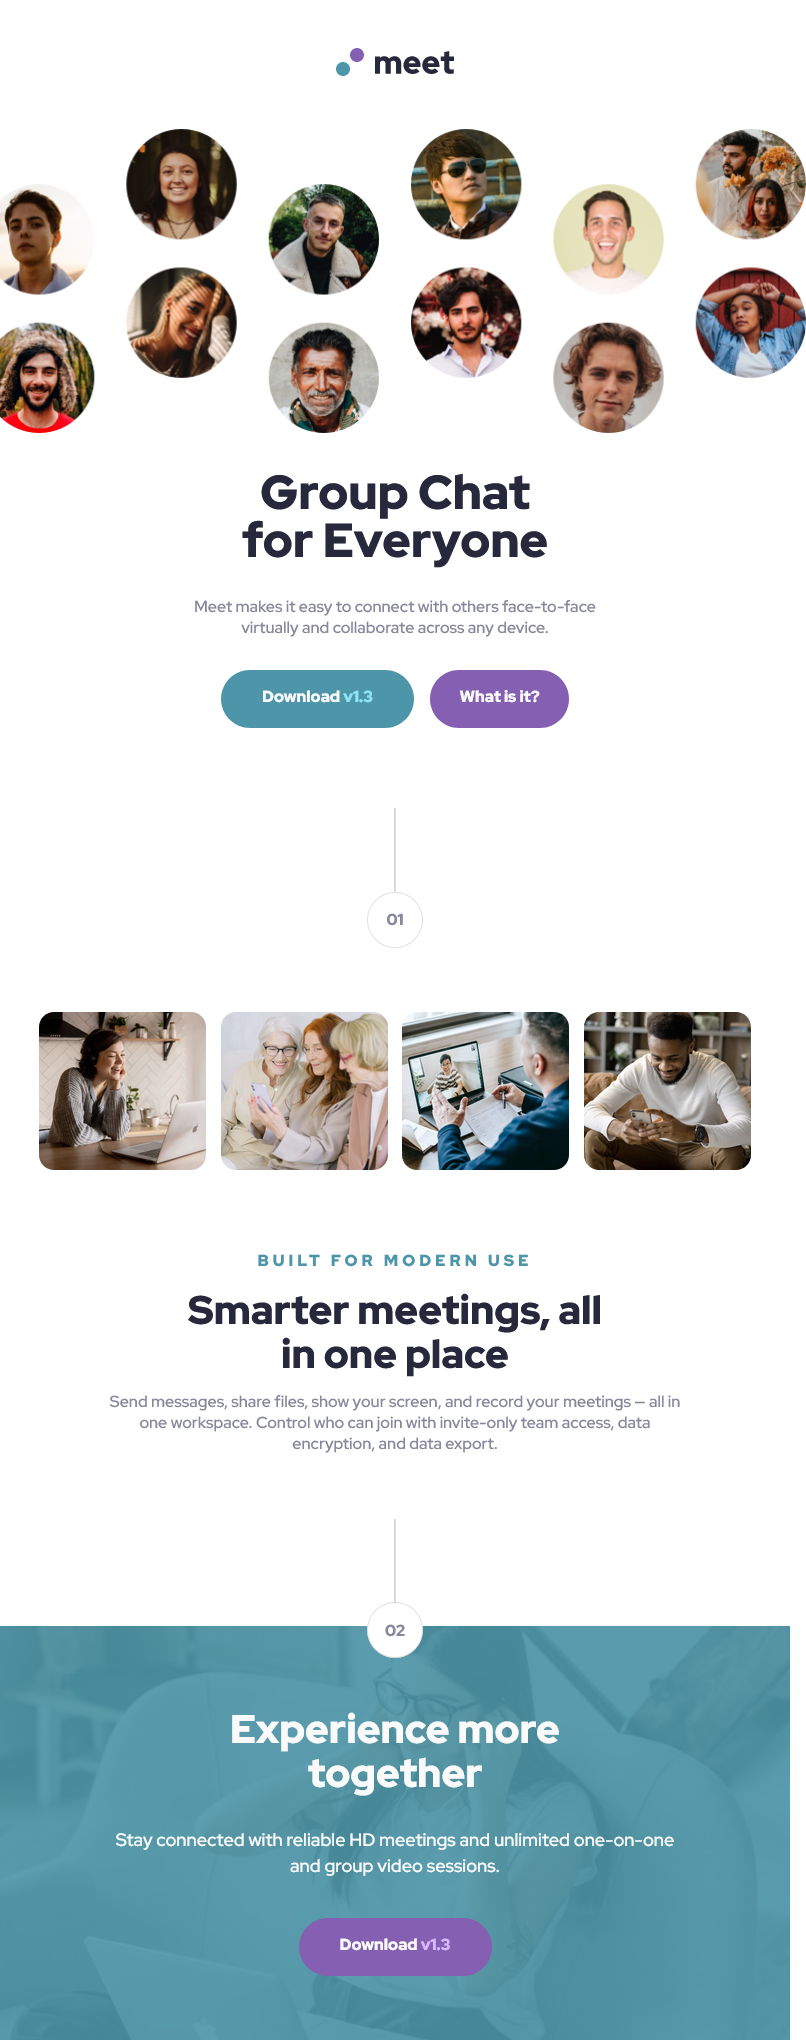 meet
Group Chat
for Everyone
Meet makes it easy to connect with others face-to-face
virtually and collaborate across any device.
Download v1.3
What is it?
01
BUILT FOR MODERN USE
Smarter meetings, all
in one place
Send messages, share files, show your screen, and record your meetings — all in
one workspace. Control who can join with invite-only team access, data
encryption, and data export.
02
Experience more
together
Stay connected with reliable HD meetings and unlimited one-on-one
and group video sessions.
Download v1.3